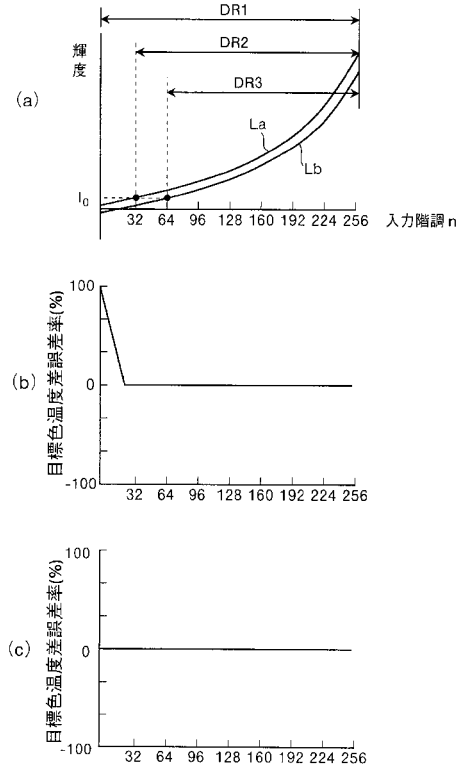 DR1
輝度
DR2
DR3
(a)
La
Lb
I₀
32 64 96 128 160 192 224 256 入力階調n
(b)
目標色温度差誤差率(%)
100
0
-100
32 64 96 128 160 192 224 256
(c)
目標色温度差誤差率(%)
100
0
-100
32 64 96 128 160 192 224 256